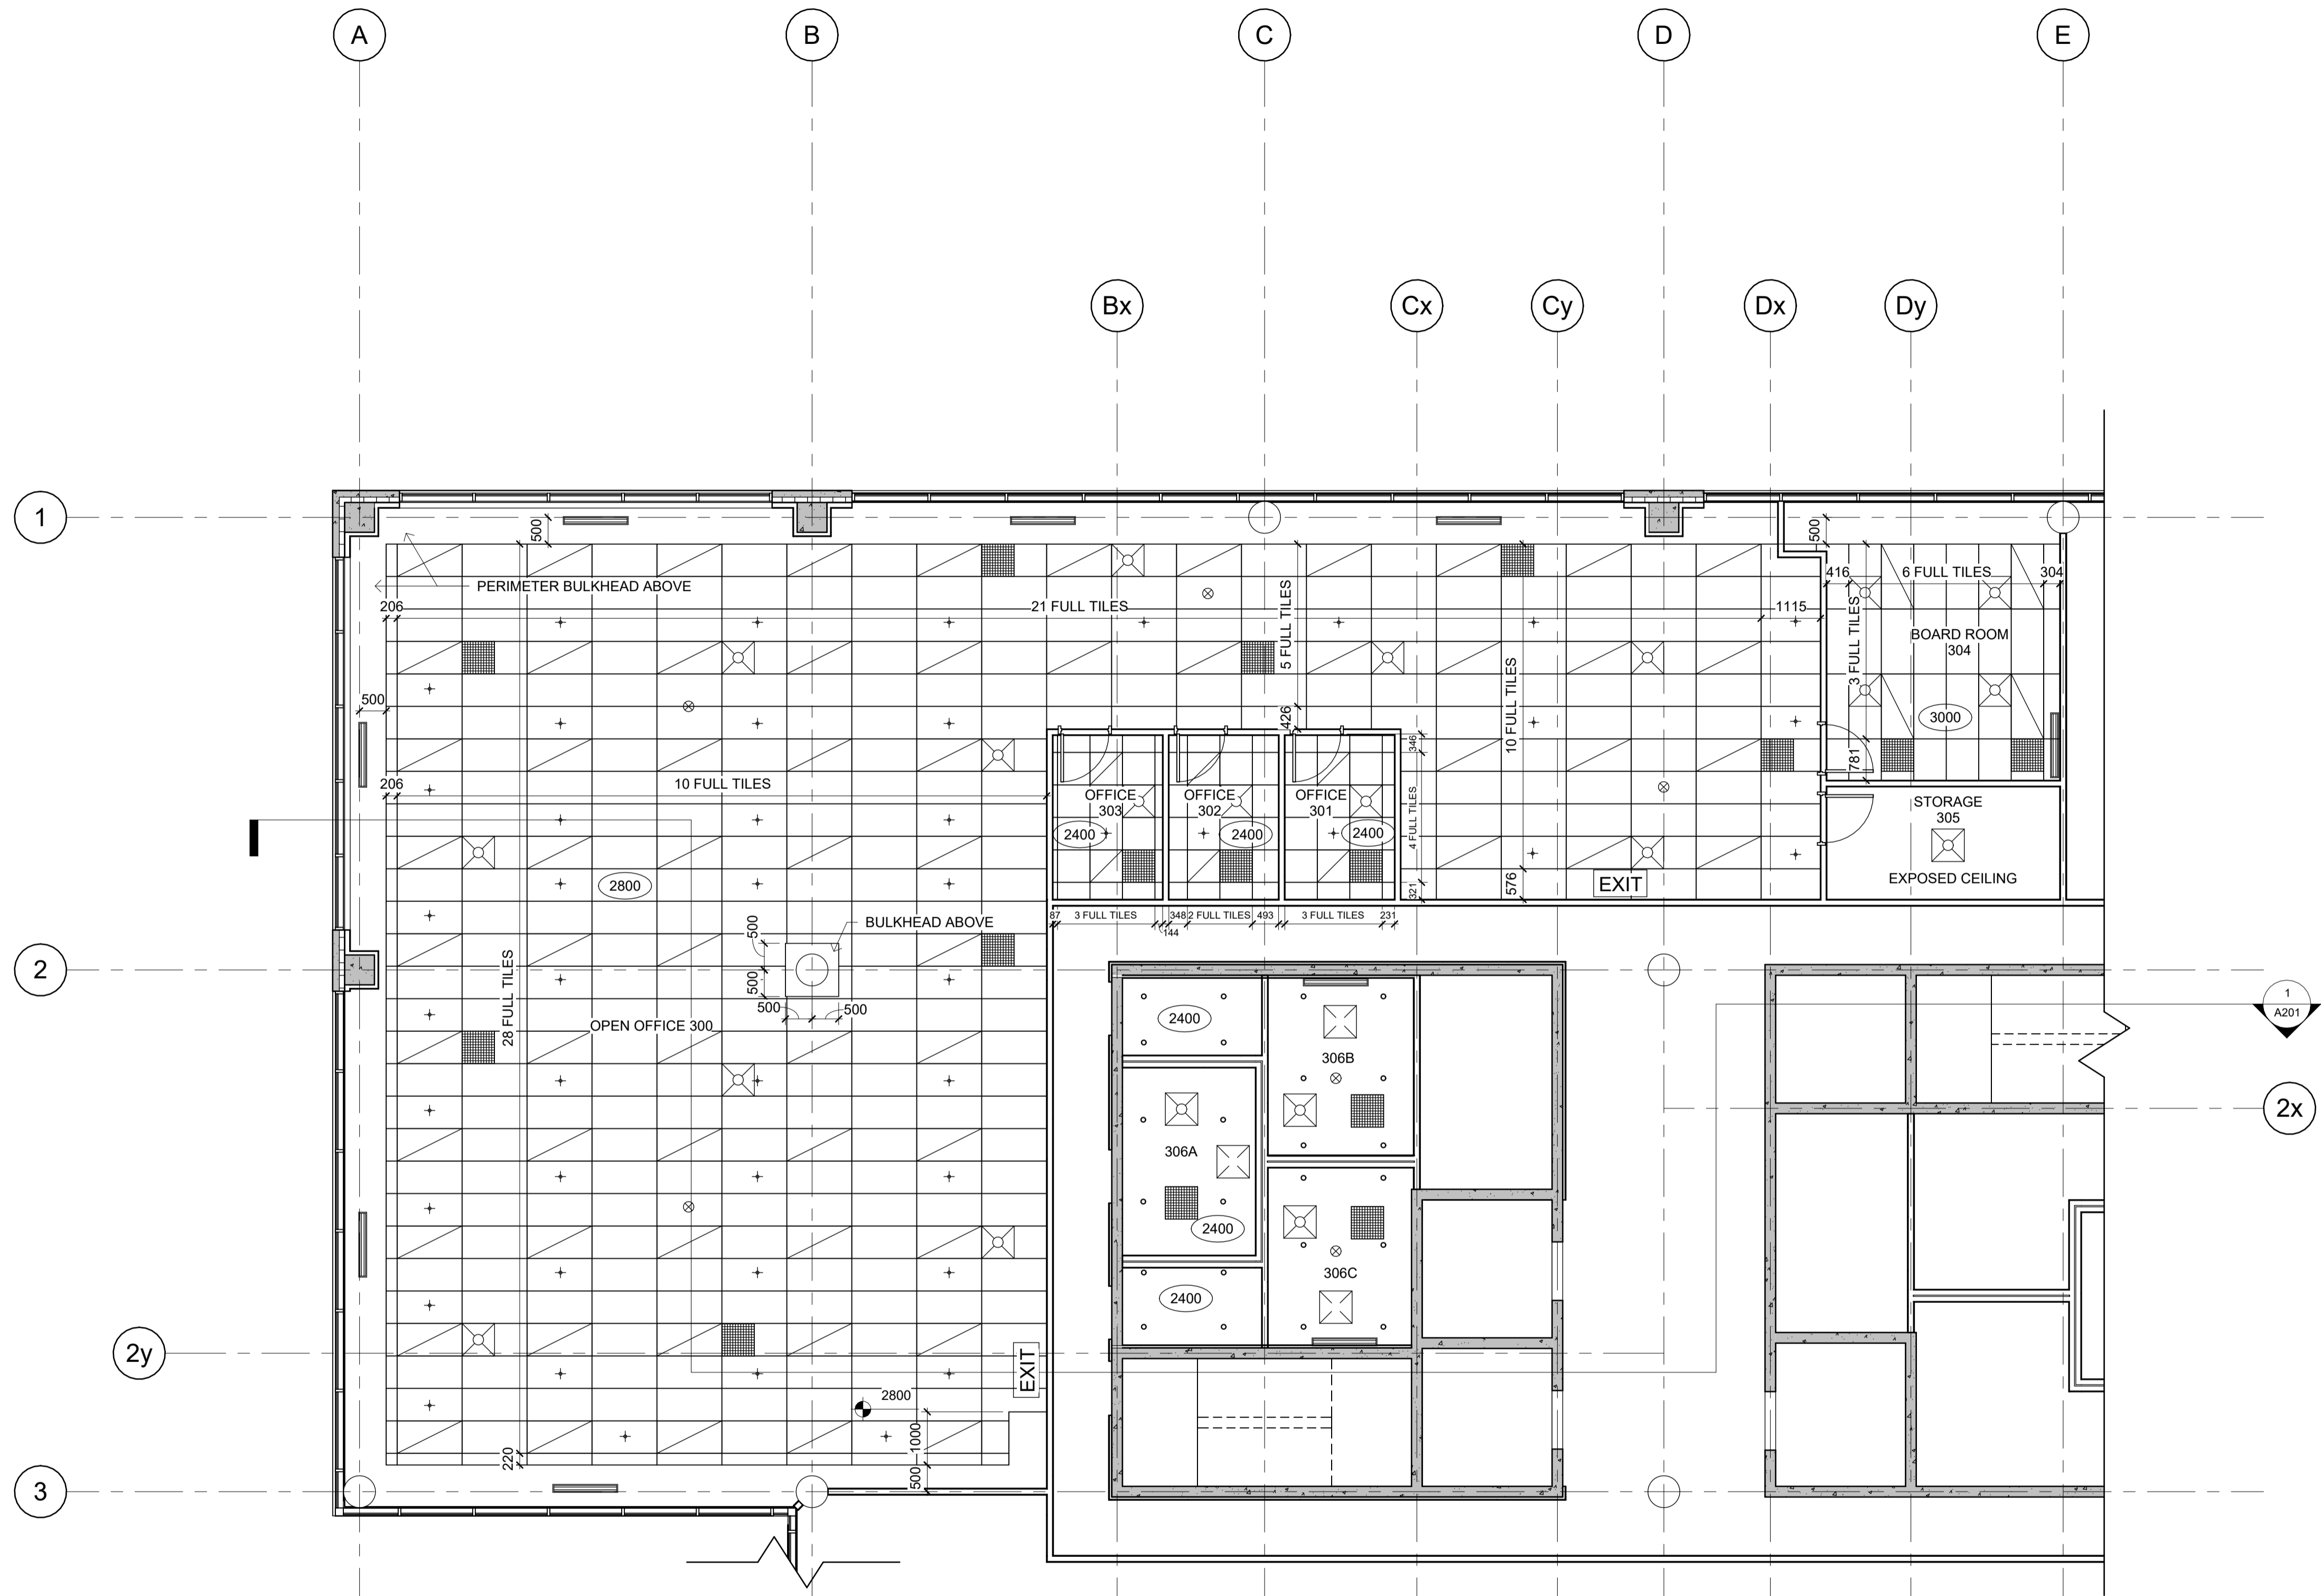 A
B
C
D
E
Bx
Cx
Cy
Dx
Dy
1
500
500
PERIMETER BULKHEAD ABOVE
416
6 FULL TILES
304
206
21 FULL TILES
5 FULL TILES
1115
3 FULL TILES
BOARD ROOM
304
500
10 FULL TILES
426
3000
346
781
206
10 FULL TILES
OFFICE
303
OFFICE
302
OFFICE
301
4 FULL TILES
STORAGE
305
2400
2400
2400
2800
576
EXIT
EXPOSED CEILING
321
87
3 FULL TILES
144
348
2 FULL TILES
493
3 FULL TILES
231
500
BULKHEAD ABOVE
2
500
500
500
28 FULL TILES
OPEN OFFICE 300
2400
306B
1
A201
2x
306A
2400
306C
2400
2y
EXIT
2800
1000
220
500
3